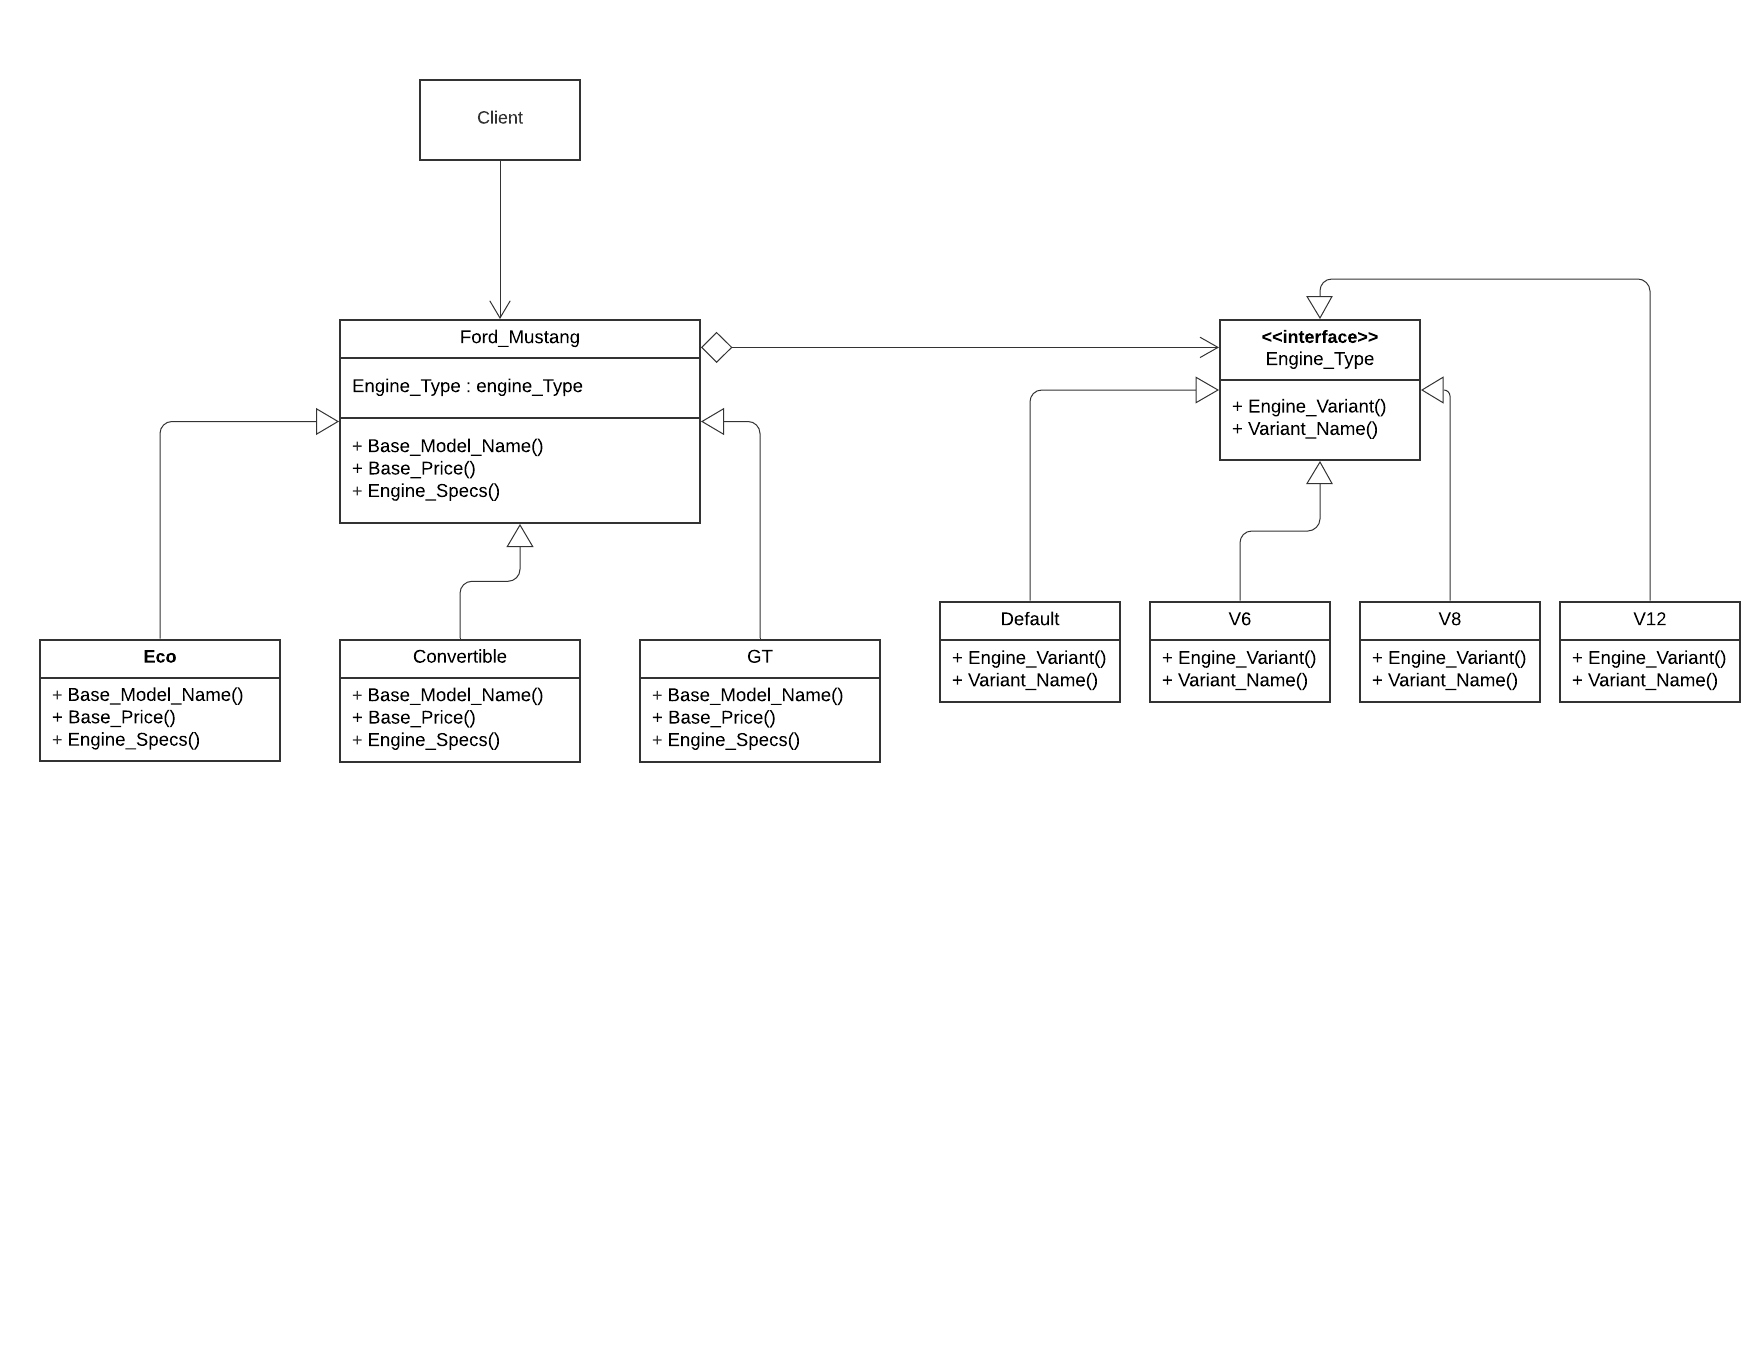 Client
Ford_Mustang
Engine_Type : engine_Type
+ Base_Model_Name()
+ Base_Price()
+ Engine_Specs()
<<interface>>
Engine_Type
+ Engine_Variant()
+ Variant_Name()
Eco
+ Base_Model_Name()
+ Base_Price()
+ Engine_Specs()
Convertible
+ Base_Model_Name()
+ Base_Price()
+ Engine_Specs()
GT
+ Base_Model_Name()
+ Base_Price()
+ Engine_Specs()
Default
+ Engine_Variant()
+ Variant_Name()
V6
+ Engine_Variant()
+ Variant_Name()
V8
+ Engine_Variant()
+ Variant_Name()
V12
+ Engine_Variant()
+ Variant_Name()